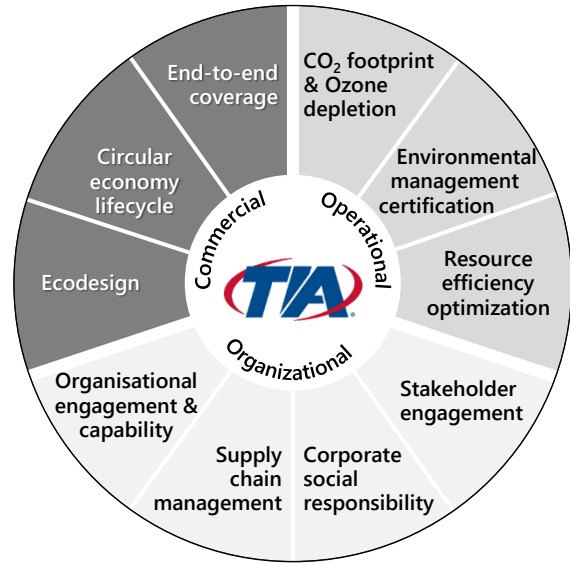 End-to-end
coverage
CO₂ footprint
& Ozone
depletion
Circular
economy
lifecycle
Environmental
management
certification
Ecodesign
Commercial
Operational
Organizational
TIA
®
Resource
efficiency
optimization
Organisational
engagement &
capability
Supply
chain
management
Corporate
social
responsibility
Stakeholder
engagement